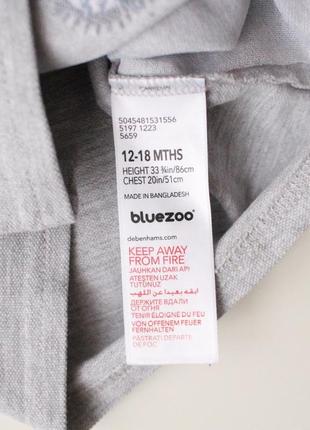 5045481531556
5197 1223
5659
12-18 MTHS
HEIGHT 33 ¾in/86cm
CHEST 20in/51cm
MADE IN BANGLADESH
bluezoo
debenhams.com
KEEP AWAY
FROM FIRE
JAUHKAN DARI API
ATEŞTEN UZAK
TUTUNUZ
ابقه بعيدا عن اللهب
ДЕРЖИТЕ ВДАЛИ
ОТ ОГНЯ
TENIR ÉLOIGNÉ DU FEU
VON OFFENEM FEUER
FERNHALTEN
PĂSTRAȚI DEPARTE
DE FOC